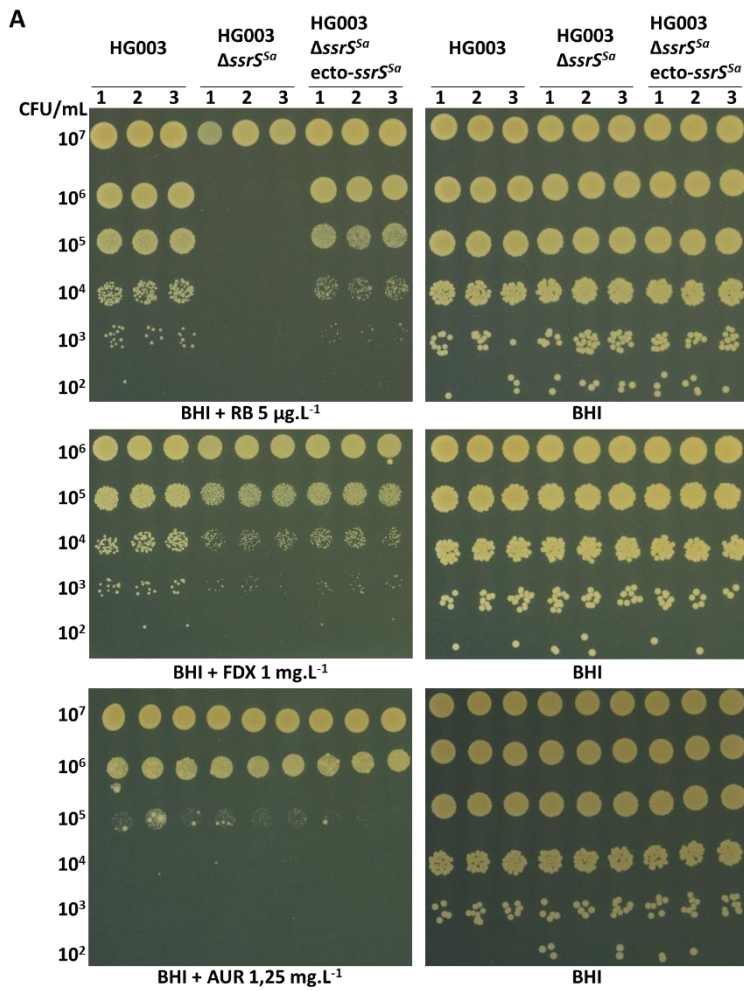 A
HG003
HG003
ΔssrSˢᵃ
HG003
ΔssrSˢᵃ
ecto-ssrSˢᵃ
HG003
HG003
ΔssrSˢᵃ
HG003
ΔssrSˢᵃ
ecto-ssrSˢᵃ
CFU/mL
1 2 3 1 2 3 1 2 3
1 2 3 1 2 3 1 2 3
10⁷
10⁶
10⁵
10⁴
10³
10²
BHI + RB 5 µg.L⁻¹
BHI
10⁶
10⁵
10⁴
10³
10²
BHI + FDX 1 mg.L⁻¹
BHI
10⁷
10⁶
10⁵
10⁴
10³
10²
BHI + AUR 1,25 mg.L⁻¹
BHI